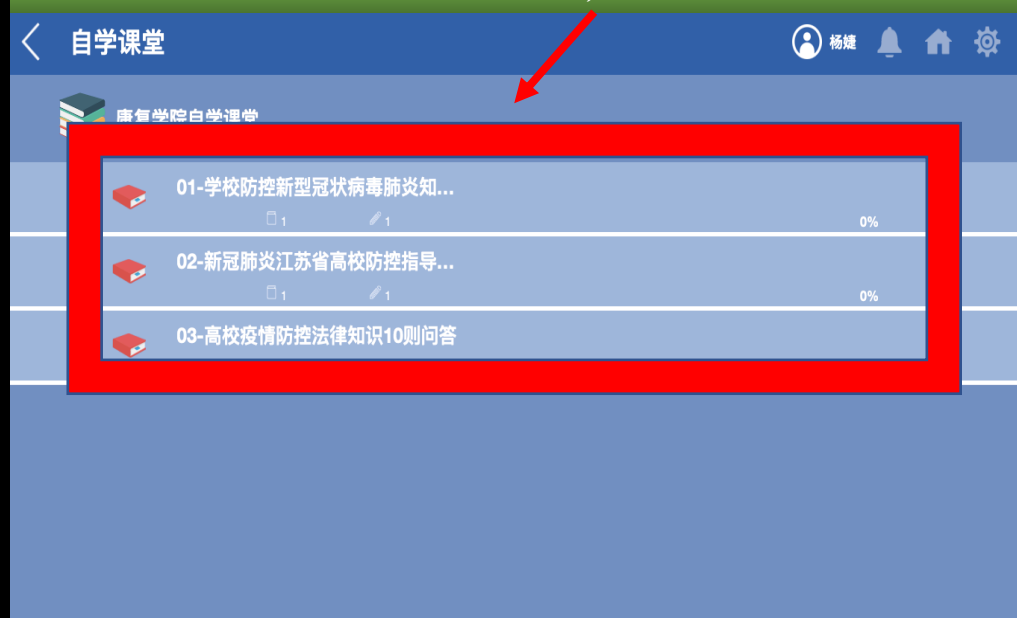 自学课堂
杨婕
康复学院自学课堂
01-学校防控新型冠状病毒肺炎知...
1
1
0%
02-新冠肺炎江苏省高校防控指导...
1
1
0%
03-高校疫情防控法律知识10则问答